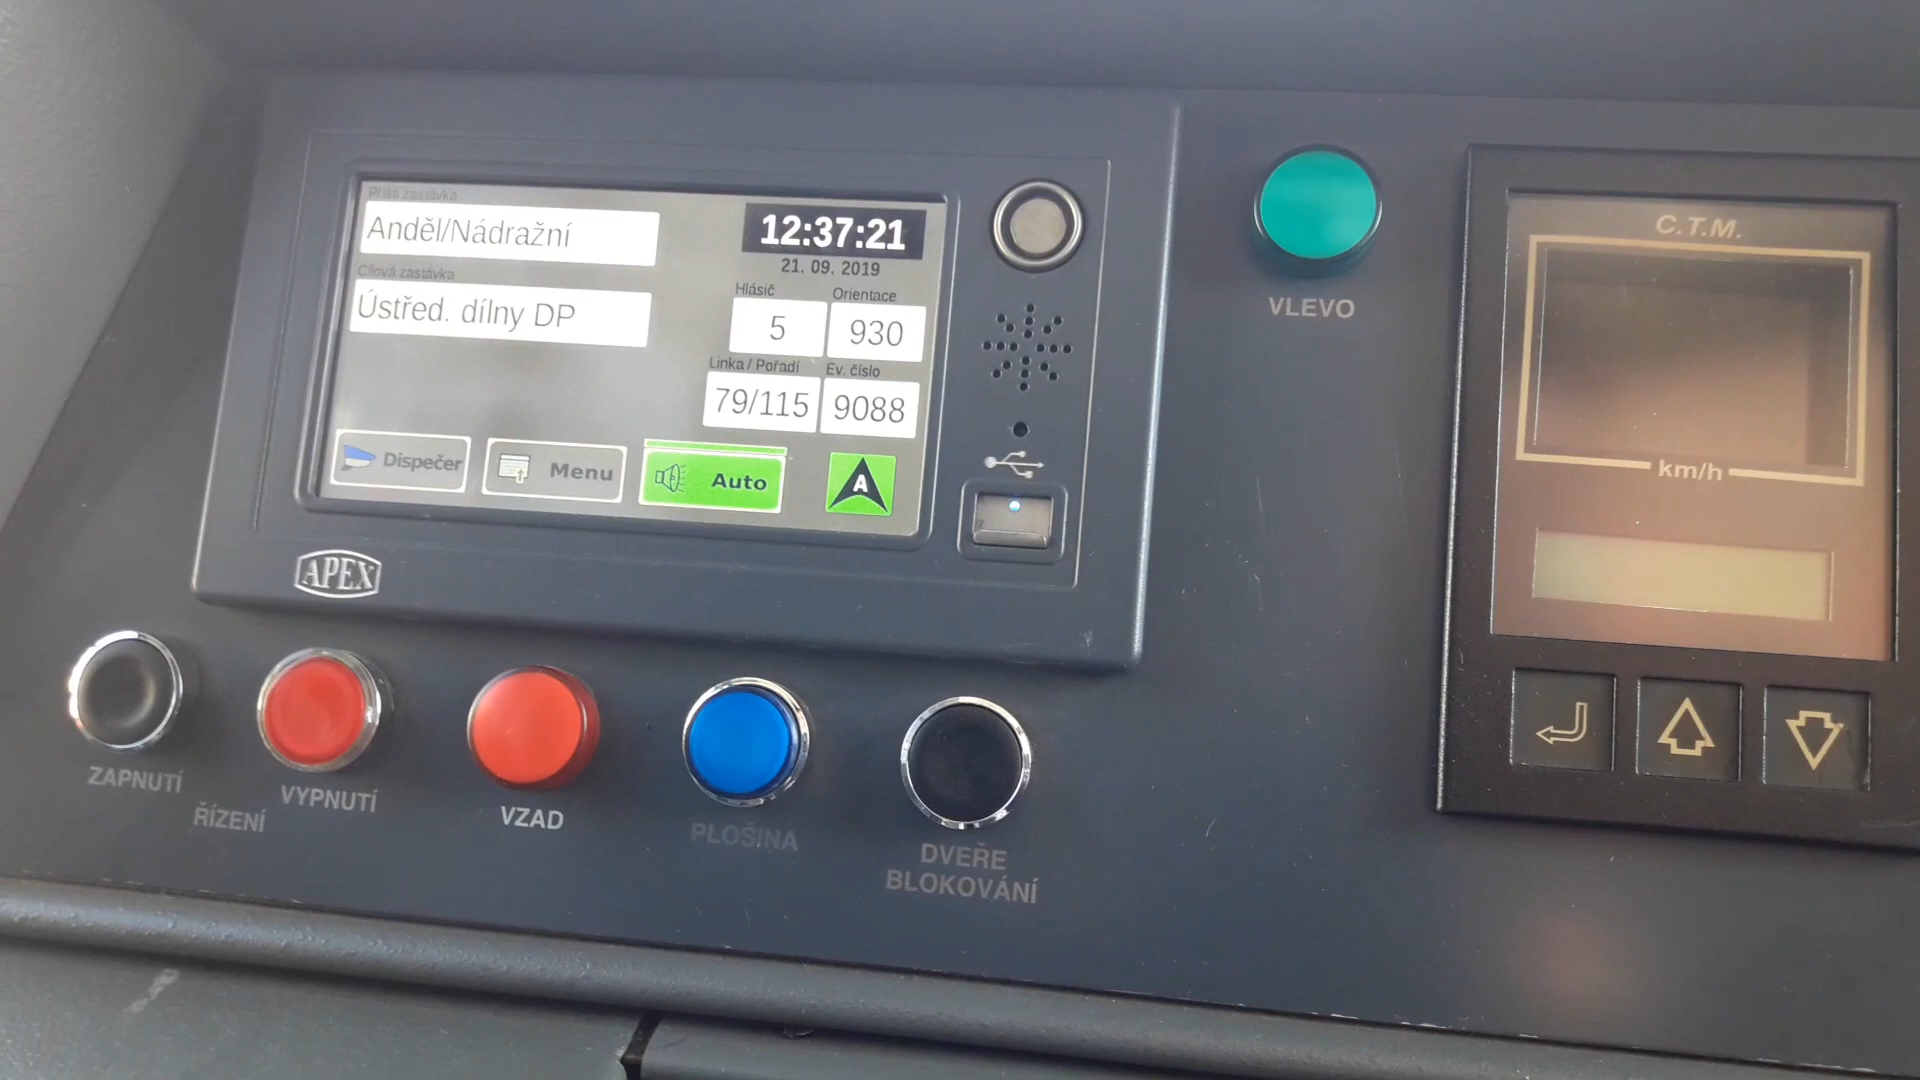 Příští zastávka
Anděl/Nádražní
Cílová zastávka
Ústřed. dílny DP
12:37:21
21. 09. 2019
Hlásič
Orientace
5
930
Linka / Pořadí
Ev. číslo
79/115
9088
Dispečer
Menu
Auto
A
APEX
VLEVO
C.T.M.
km/h
ZAPNUTÍ
VYPNUTÍ
ŘÍZENÍ
VZAD
PLOŠINA
DVEŘE
BLOKOVÁNÍ